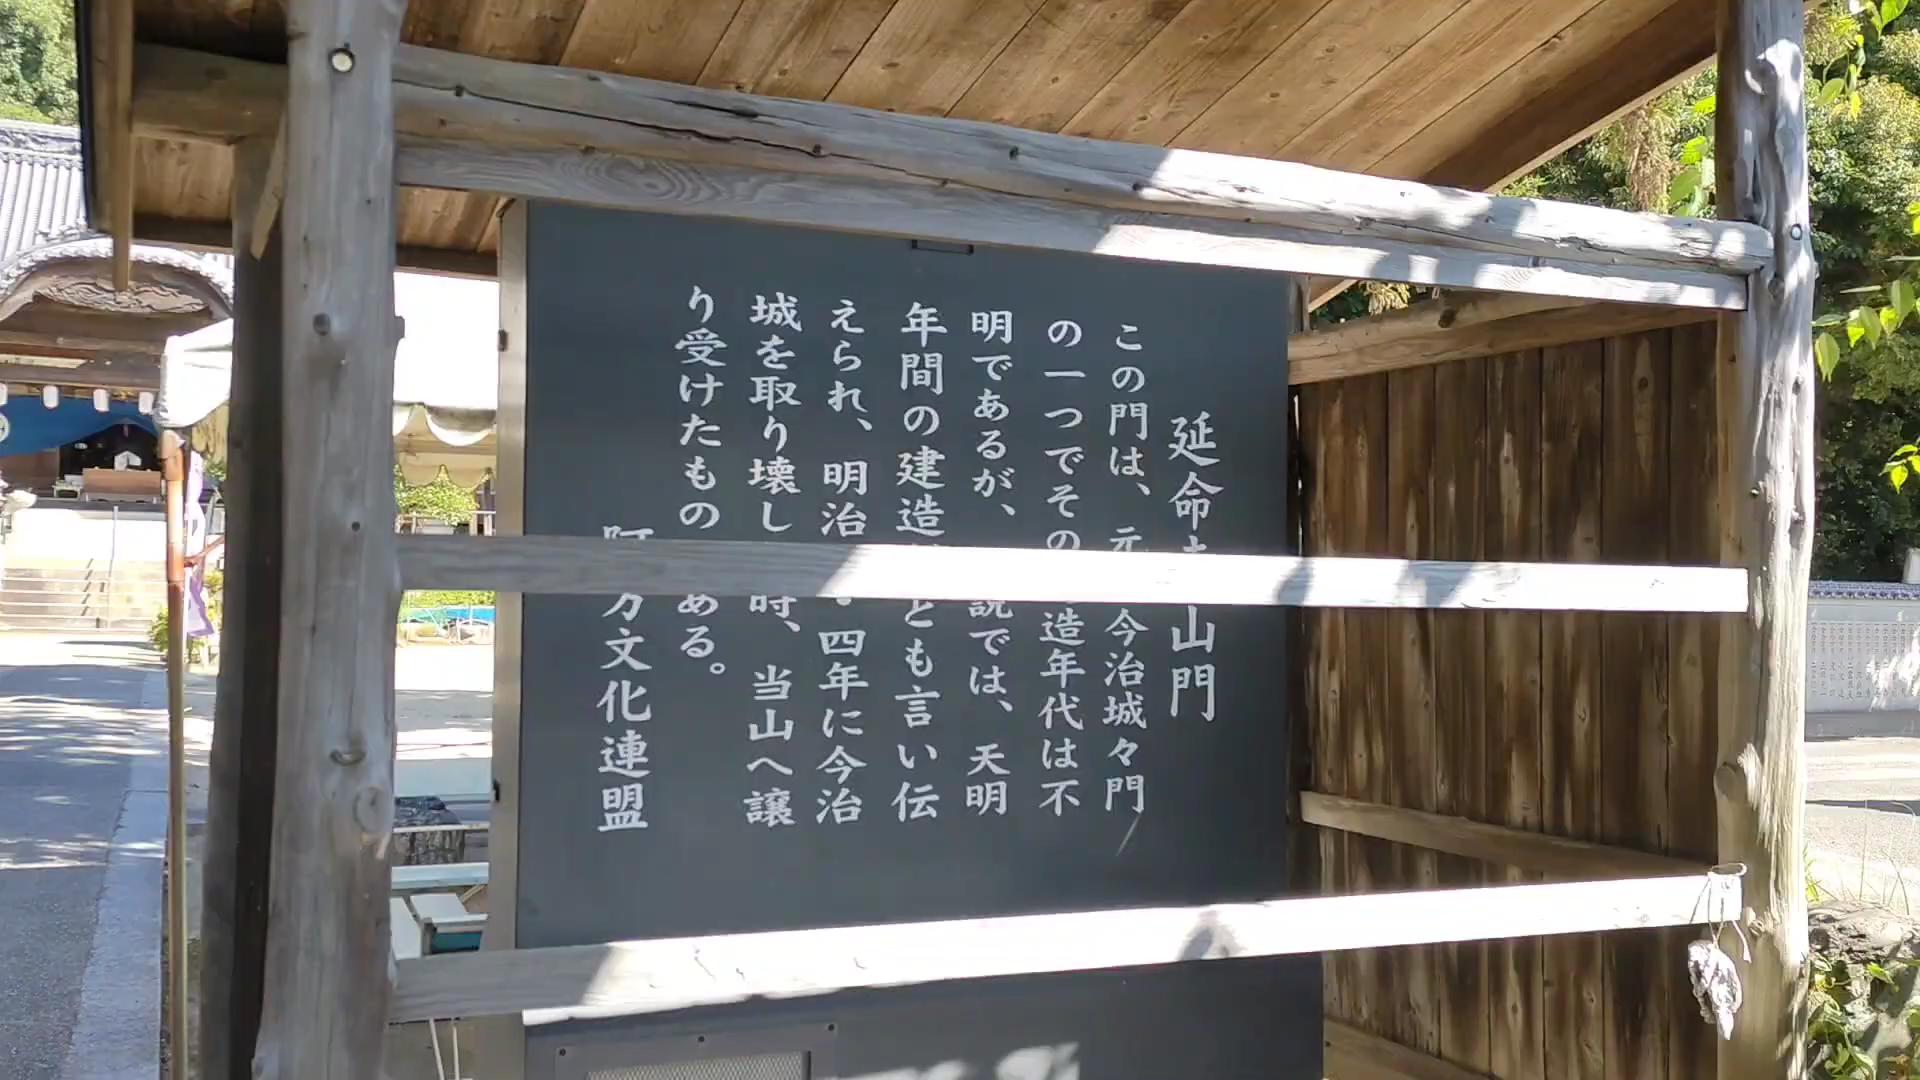 延命 山門
この門は、元 今治城々門
の一つでその 造年代は不
明であるが、 説では、天明
年間の建造 とも言い伝
えられ、明治 四年に今治
城を取り壊し 時、当山へ譲
り受けたもの ある。
方文化連盟